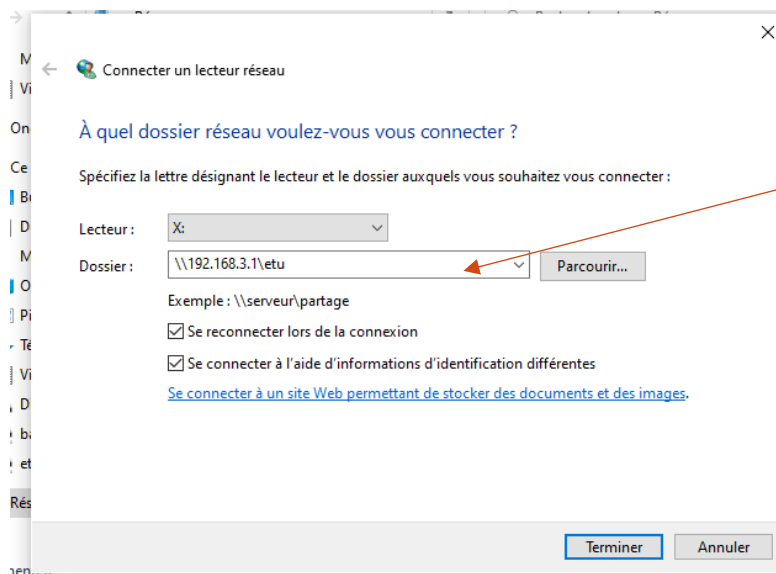 Connecter un lecteur réseau
À quel dossier réseau voulez-vous vous connecter ?
Spécifiez la lettre désignant le lecteur et le dossier auxquels vous souhaitez vous connecter :
Lecteur : X:
Dossier : \\192.168.3.1\etu Parcourir...
Exemple : \\serveur\partage
Se reconnecter lors de la connexion
Se connecter à l'aide d'informations d'identification différentes
Se connecter à un site Web permettant de stocker des documents et des images.
Terminer Annuler